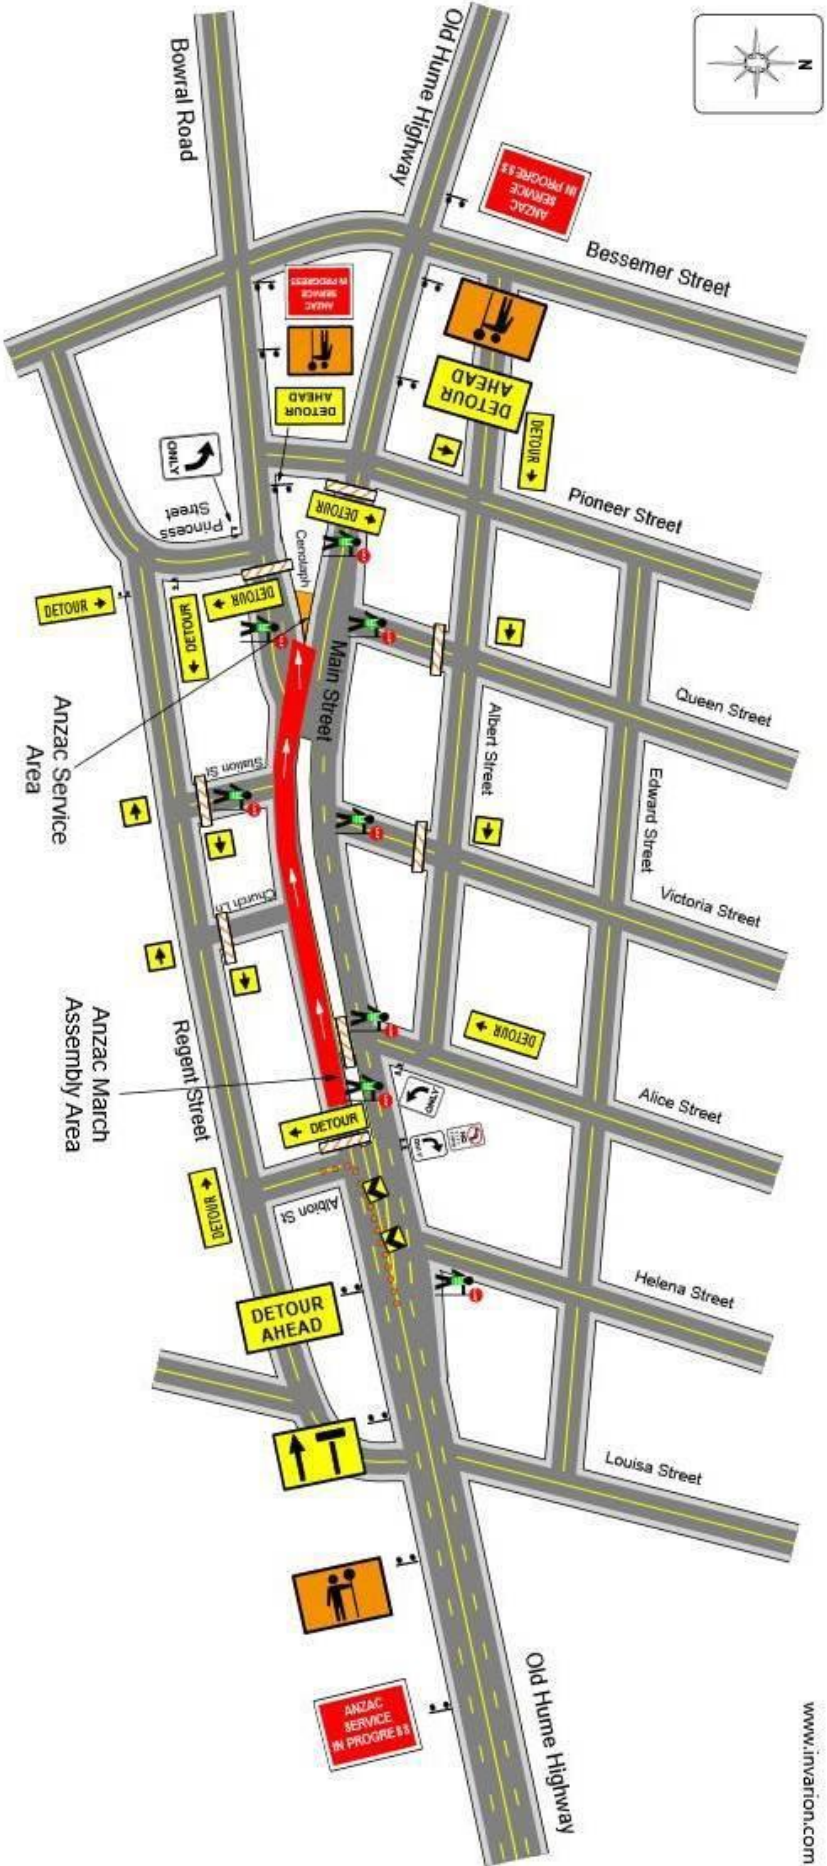 N
Bowral Road
Old Hume Highway
ANZAC
SERVICE
IN PROGRESS
Bessemer Street
ANZAC
SERVICE
IN PROGRESS
DETOUR
AHEAD
DETOUR
AHEAD
DETOUR
ONLY
Princess
Street
Pioneer Street
DETOUR
Cenotaph
DETOUR
DETOUR
DETOUR
Main Street
Queen Street
Anzac Service
Area
Station St
Albert Street
Edward Street
Victoria Street
Church Ln
Anzac March
Assembly Area
Regent Street
DETOUR
Alice Street
ONLY
ONLY
NO
DETOUR
DETOUR
Albion St
Helena Street
DETOUR
AHEAD
Louisa Street
ANZAC
SERVICE
IN PROGRESS
Old Hume Highway
www.invarion.com